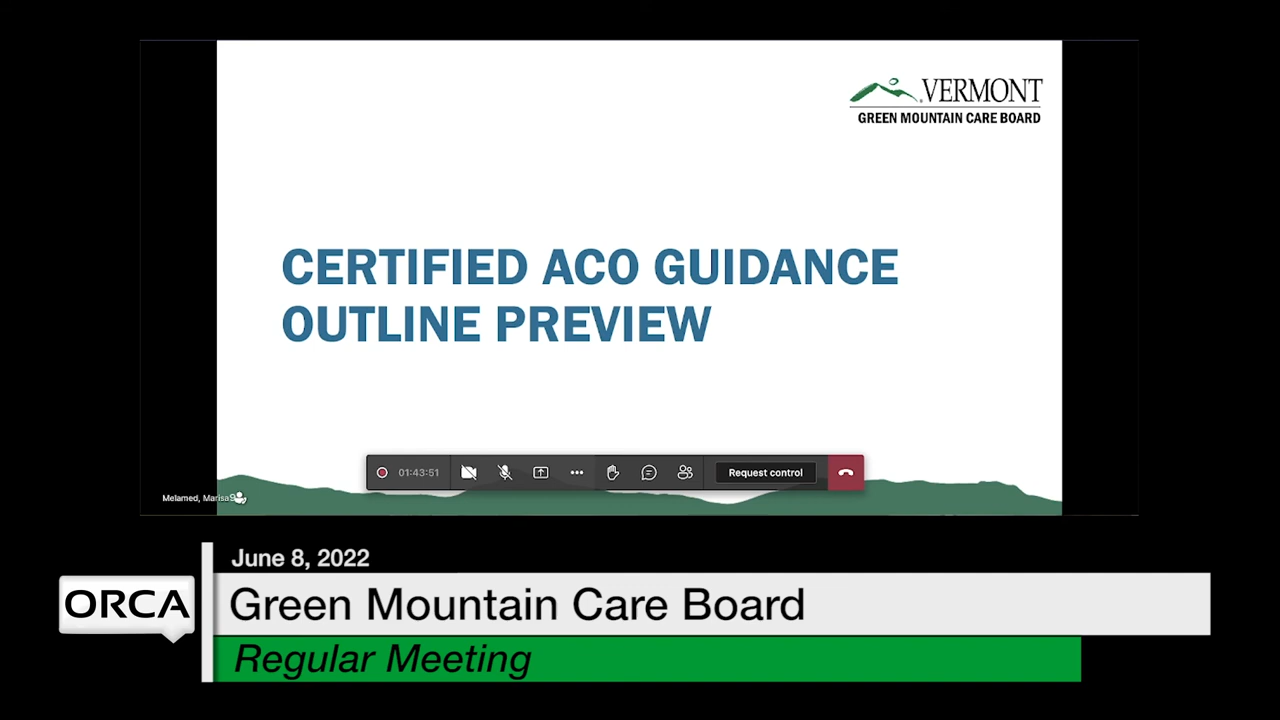 VERMONT
GREEN MOUNTAIN CARE BOARD
CERTIFIED ACO GUIDANCE
OUTLINE PREVIEW
01:43:51
Request control
Melamed, Marisa
June 8, 2022
ORCA
Green Mountain Care Board
Regular Meeting